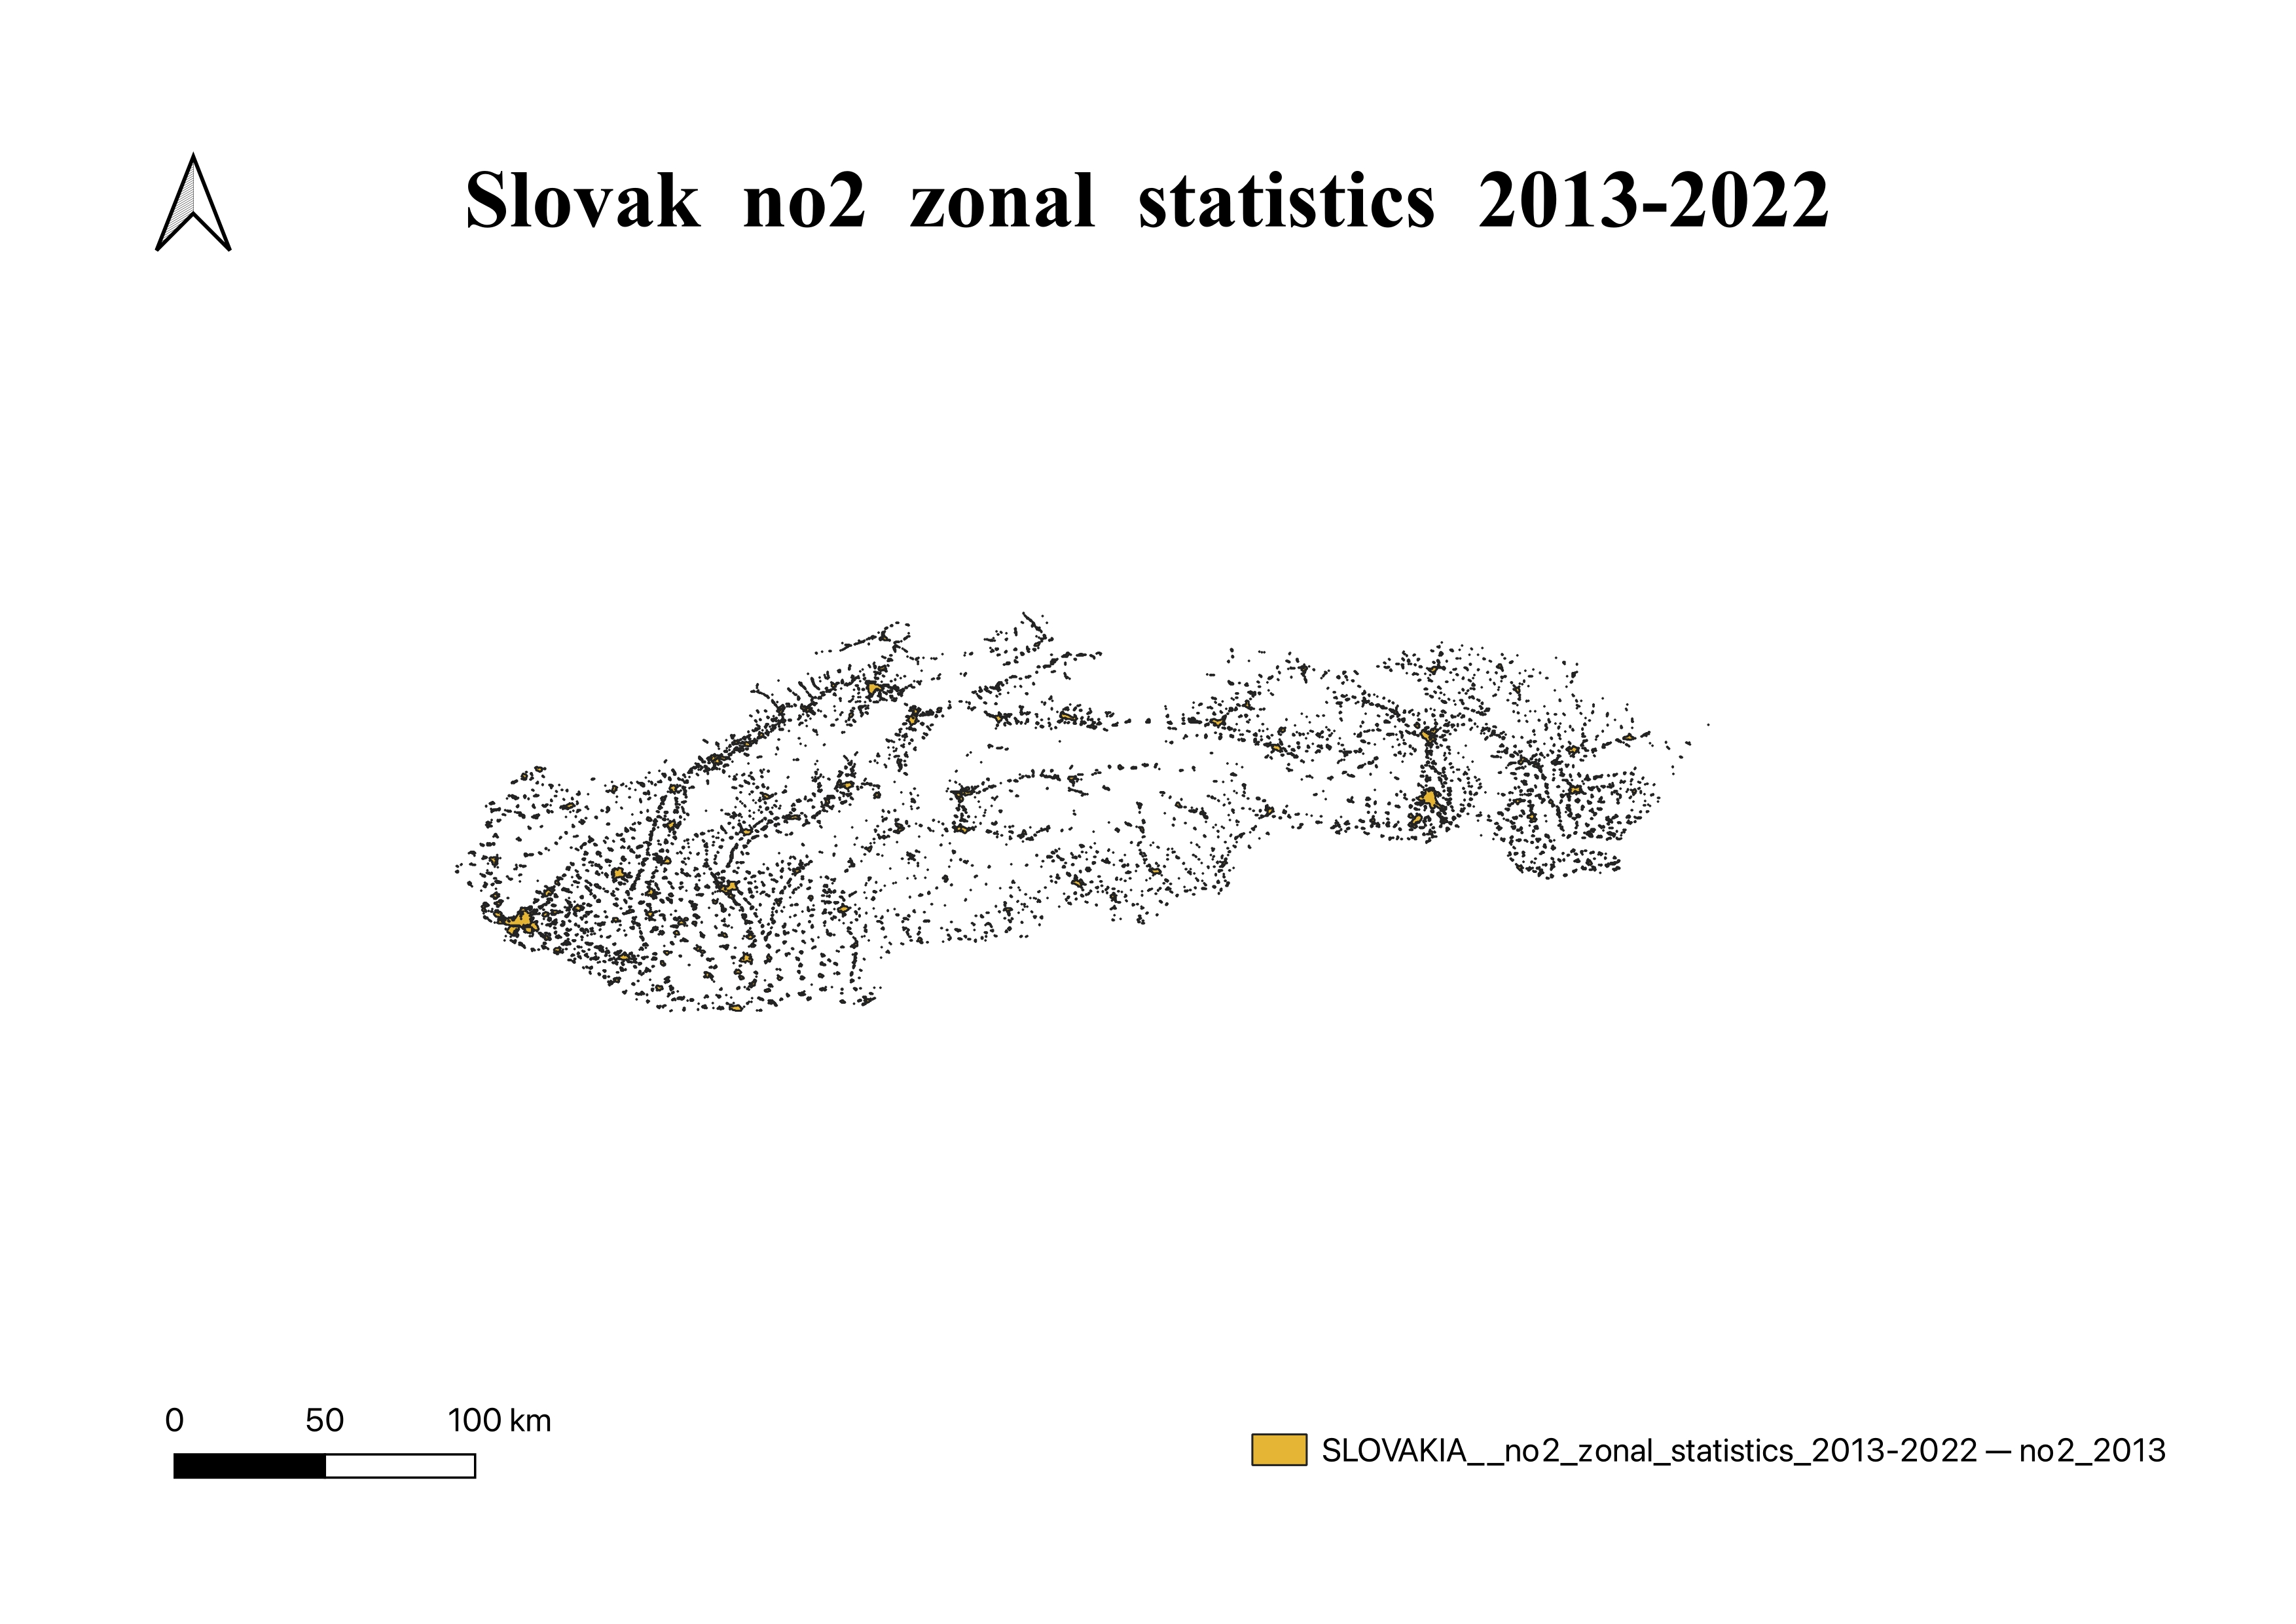 Slovak no2 zonal statistics 2013-2022
0 50 100 km
SLOVAKIA__no2_zonal_statistics_2013-2022 — no2_2013